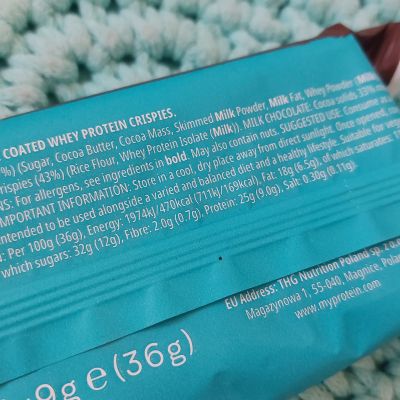 COATED WHEY PROTEIN CRISPIES.
%) (Sugar, Cocoa Butter, Cocoa Mass, Skimmed Milk Powder, Milk Fat, Whey Powder (Milk
rispies (43%) (Rice Flour, Whey Protein Isolate (Milk)). MILK CHOCOLATE: Cocoa solids: 33%
NS: For allergens, see ingredients in bold. May also contain nuts. SUGGESTED USE: Consume as a
IMPORTANT INFORMATION: Store in a cool, dry place away from direct sunlight. Once opened,
intended to be used alongside a varied and balanced diet and a healthy lifestyle. Suitable for
N: Per 100g (36g), Energy: 1974kJ/470kcal (711kJ/169kcal), Fat: 18g (6.5g), of which saturates:
which sugars: 32g (12g), Fibre: 2.0g (0.7g), Protein: 25g (9.0g), Salt: 0.30g (0.11g).
EU Address: THG Nutrition Poland sp. z o.o
Magazynowa 1, 55-040, Magnice, Poland
www.myprotein.com
9g e (36g)